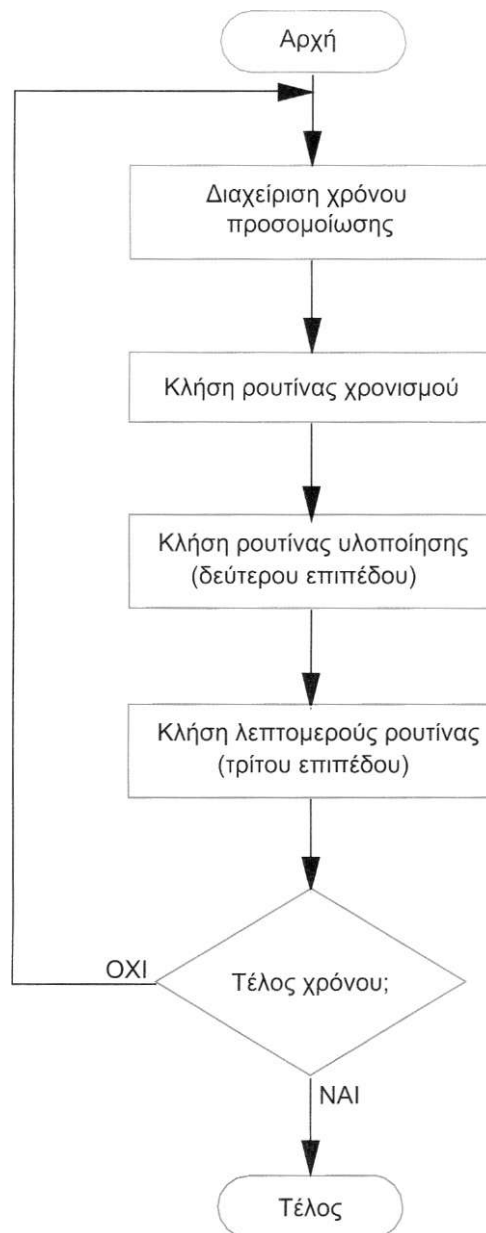 Αρχή
Διαχείριση χρόνου
προσομοίωσης
Κλήση ρουτίνας χρονισμού
Κλήση ρουτίνας υλοποίησης
(δεύτερου επιπέδου)
Κλήση λεπτομερούς ρουτίνας
(τρίτου επιπέδου)
ΟΧΙ
Τέλος χρόνου;
ΝΑΙ
Τέλος